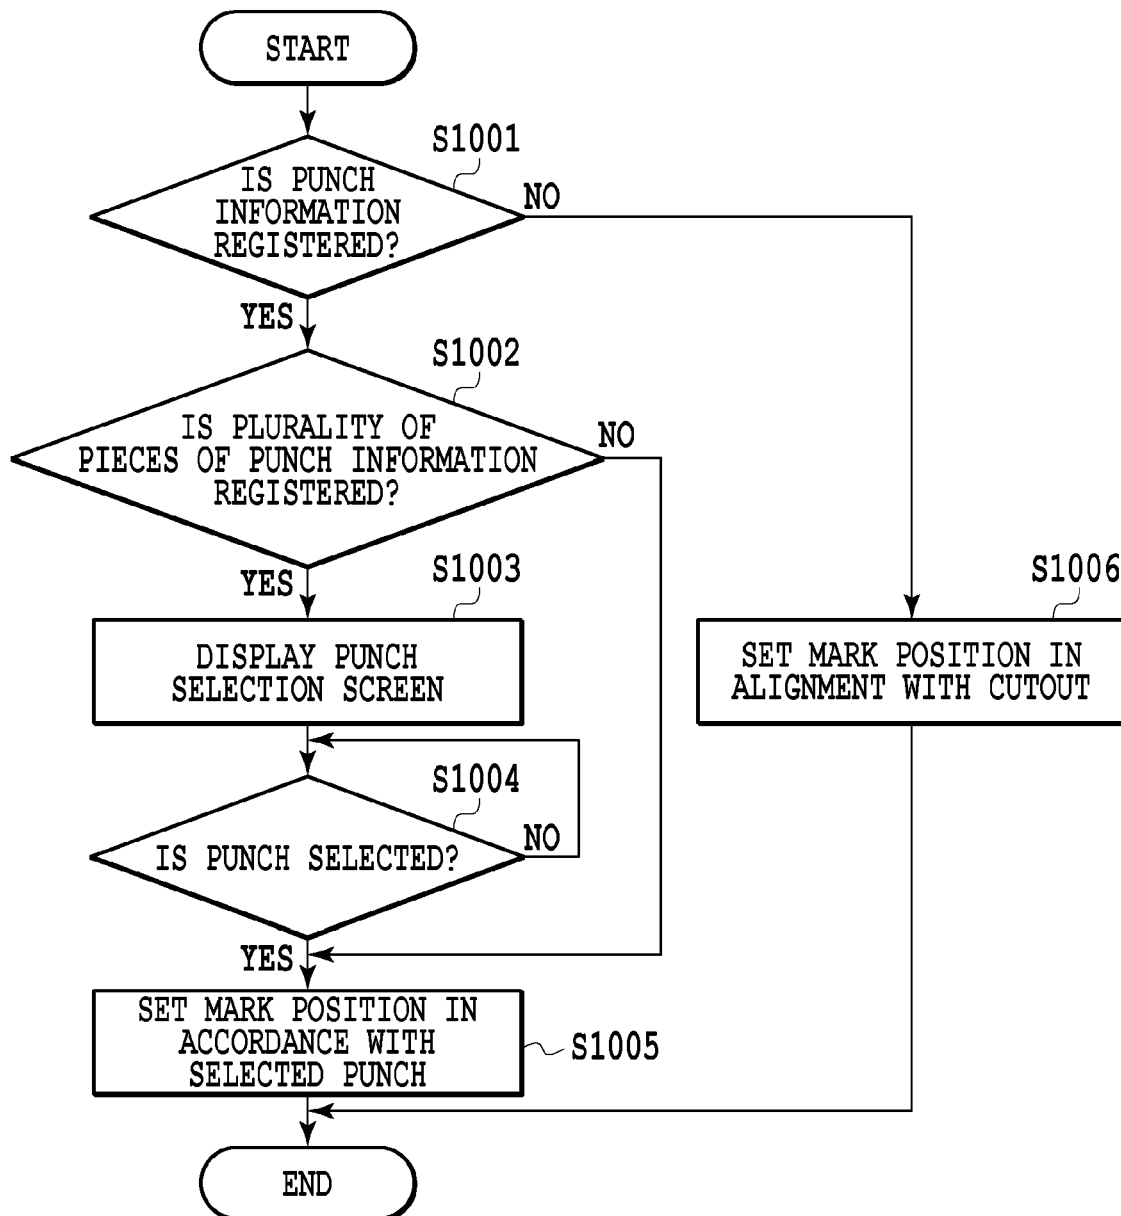 START
S1001
IS PUNCH
INFORMATION
REGISTERED?
NO
YES
S1002
IS PLURALITY OF
PIECES OF PUNCH INFORMATION
REGISTERED?
NO
YES
S1003
DISPLAY PUNCH
SELECTION SCREEN
S1006
SET MARK POSITION IN
ALIGNMENT WITH CUTOUT
S1004
IS PUNCH SELECTED?
NO
YES
SET MARK POSITION IN
ACCORDANCE WITH
SELECTED PUNCH
S1005
END